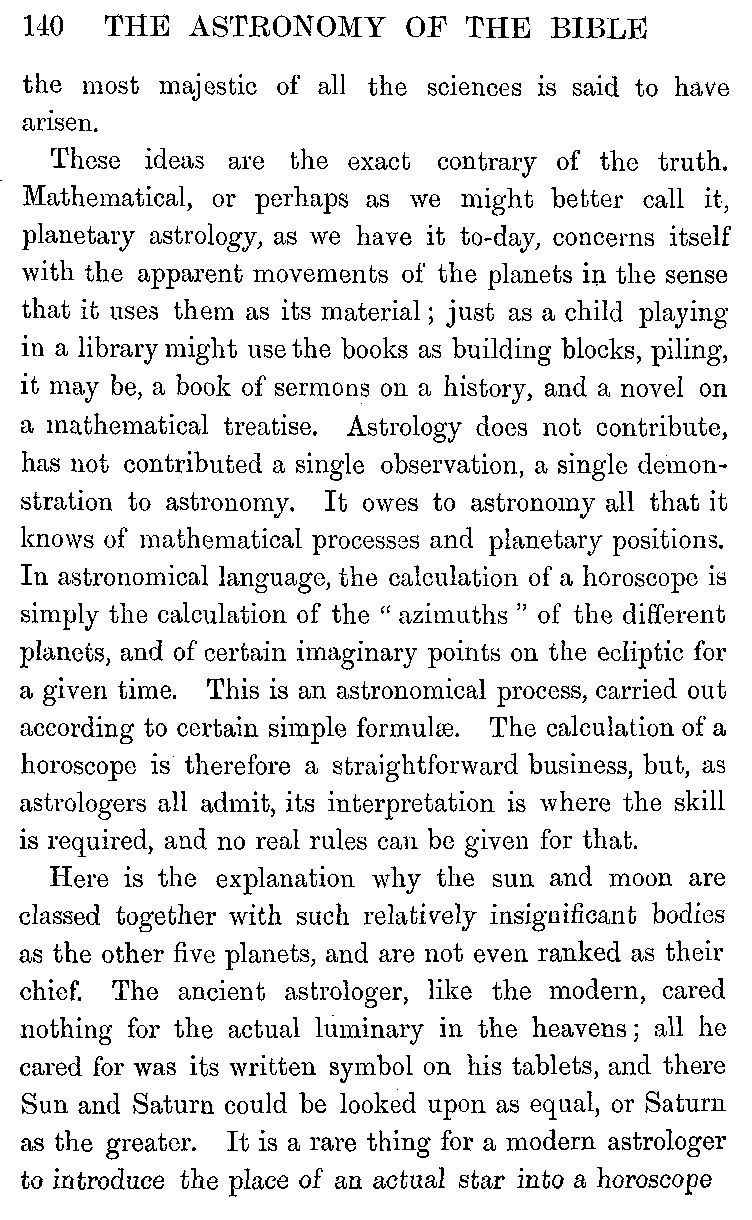 140 THE ASTRONOMY OF THE BIBLE
the most majestic of all the sciences is said to have
arisen.
These ideas are the exact contrary of the truth.
Mathematical, or perhaps as we might better call it,
planetary astrology, as we have it to-day, concerns itself
with the apparent movements of the planets in the sense
that it uses them as its material ; just as a child playing
in a library might use the books as building blocks, piling,
it may be, a book of sermons on a history, and a novel on
a mathematical treatise. Astrology does not contribute,
has not contributed a single observation, a single demon-
stration to astronomy. It owes to astronomy all that it
knows of mathematical processes and planetary positions.
In astronomical language, the calculation of a horoscope is
simply the calculation of the “ azimuths ” of the different
planets, and of certain imaginary points on the ecliptic for
a given time. This is an astronomical process, carried out
according to certain simple formulæ. The calculation of a
horoscope is therefore a straightforward business, but, as
astrologers all admit, its interpretation is where the skill
is required, and no real rules can be given for that.
Here is the explanation why the sun and moon are
classed together with such relatively insignificant bodies
as the other five planets, and are not even ranked as their
chief. The ancient astrologer, like the modern, cared
nothing for the actual luminary in the heavens ; all he
cared for was its written symbol on his tablets, and there
Sun and Saturn could be looked upon as equal, or Saturn
as the greater. It is a rare thing for a modern astrologer
to introduce the place of an actual star into a horoscope